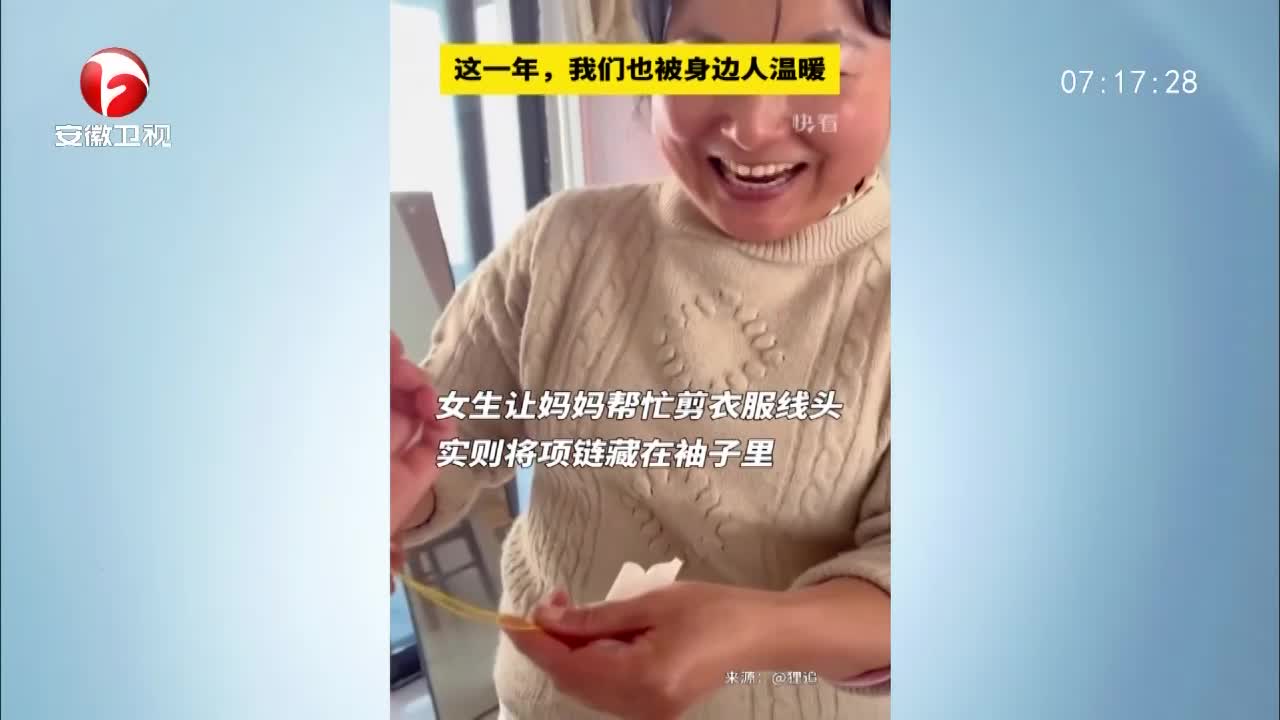 这一年，我们也被身边人温暖
07:17:28
快看
安徽卫视
女生让妈妈帮忙剪衣服线头
实则将项链藏在袖子里
来源：@狸追